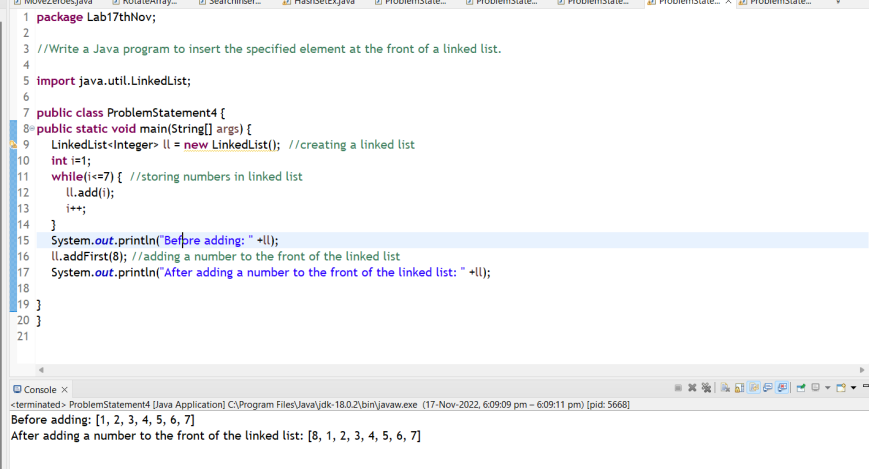 MoveZeroes.java RotateArray... SearchInser... HashSetEx.java ProblemState... ProblemState... ProblemState... ProblemState... ProblemState...
1 package Lab17thNov;
2
3 //Write a Java program to insert the specified element at the front of a linked list.
4
5 import java.util.LinkedList;
6
7 public class ProblemStatement4 {
8 public static void main(String[] args) {
9 LinkedList<Integer> ll = new LinkedList(); //creating a linked list
10 int i=1;
11 while(i<=7) { //storing numbers in linked list
12 ll.add(i);
13 i++;
14 }
15 System.out.println("Before adding: " +ll);
16 ll.addFirst(8); //adding a number to the front of the linked list
17 System.out.println("After adding a number to the front of the linked list: " +ll);
18
19 }
20 }
21
Console
<terminated> ProblemStatement4 [Java Application] C:\Program Files\Java\jdk-18.0.2\bin\javaw.exe (17-Nov-2022, 6:09:09 pm – 6:09:11 pm) [pid: 5668]
Before adding: [1, 2, 3, 4, 5, 6, 7]
After adding a number to the front of the linked list: [8, 1, 2, 3, 4, 5, 6, 7]